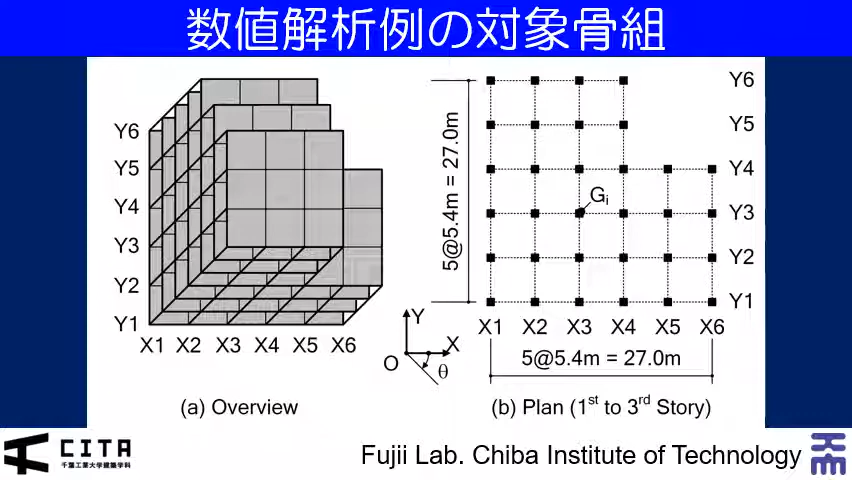 数値解析例の対象骨組
Y6
Y5
Y4
Y3
Y2
Y1
X1 X2 X3 X4 X5 X6
(a) Overview
5@5.4m = 27.0m
Gi
Y6
Y5
Y4
Y3
Y2
Y1
X1 X2 X3 X4 X5 X6
5@5.4m = 27.0m
Y
X
O
θ
(b) Plan (1st to 3rd Story)
CITA
千葉工業大学建築学科
Fujii Lab. Chiba Institute of Technology